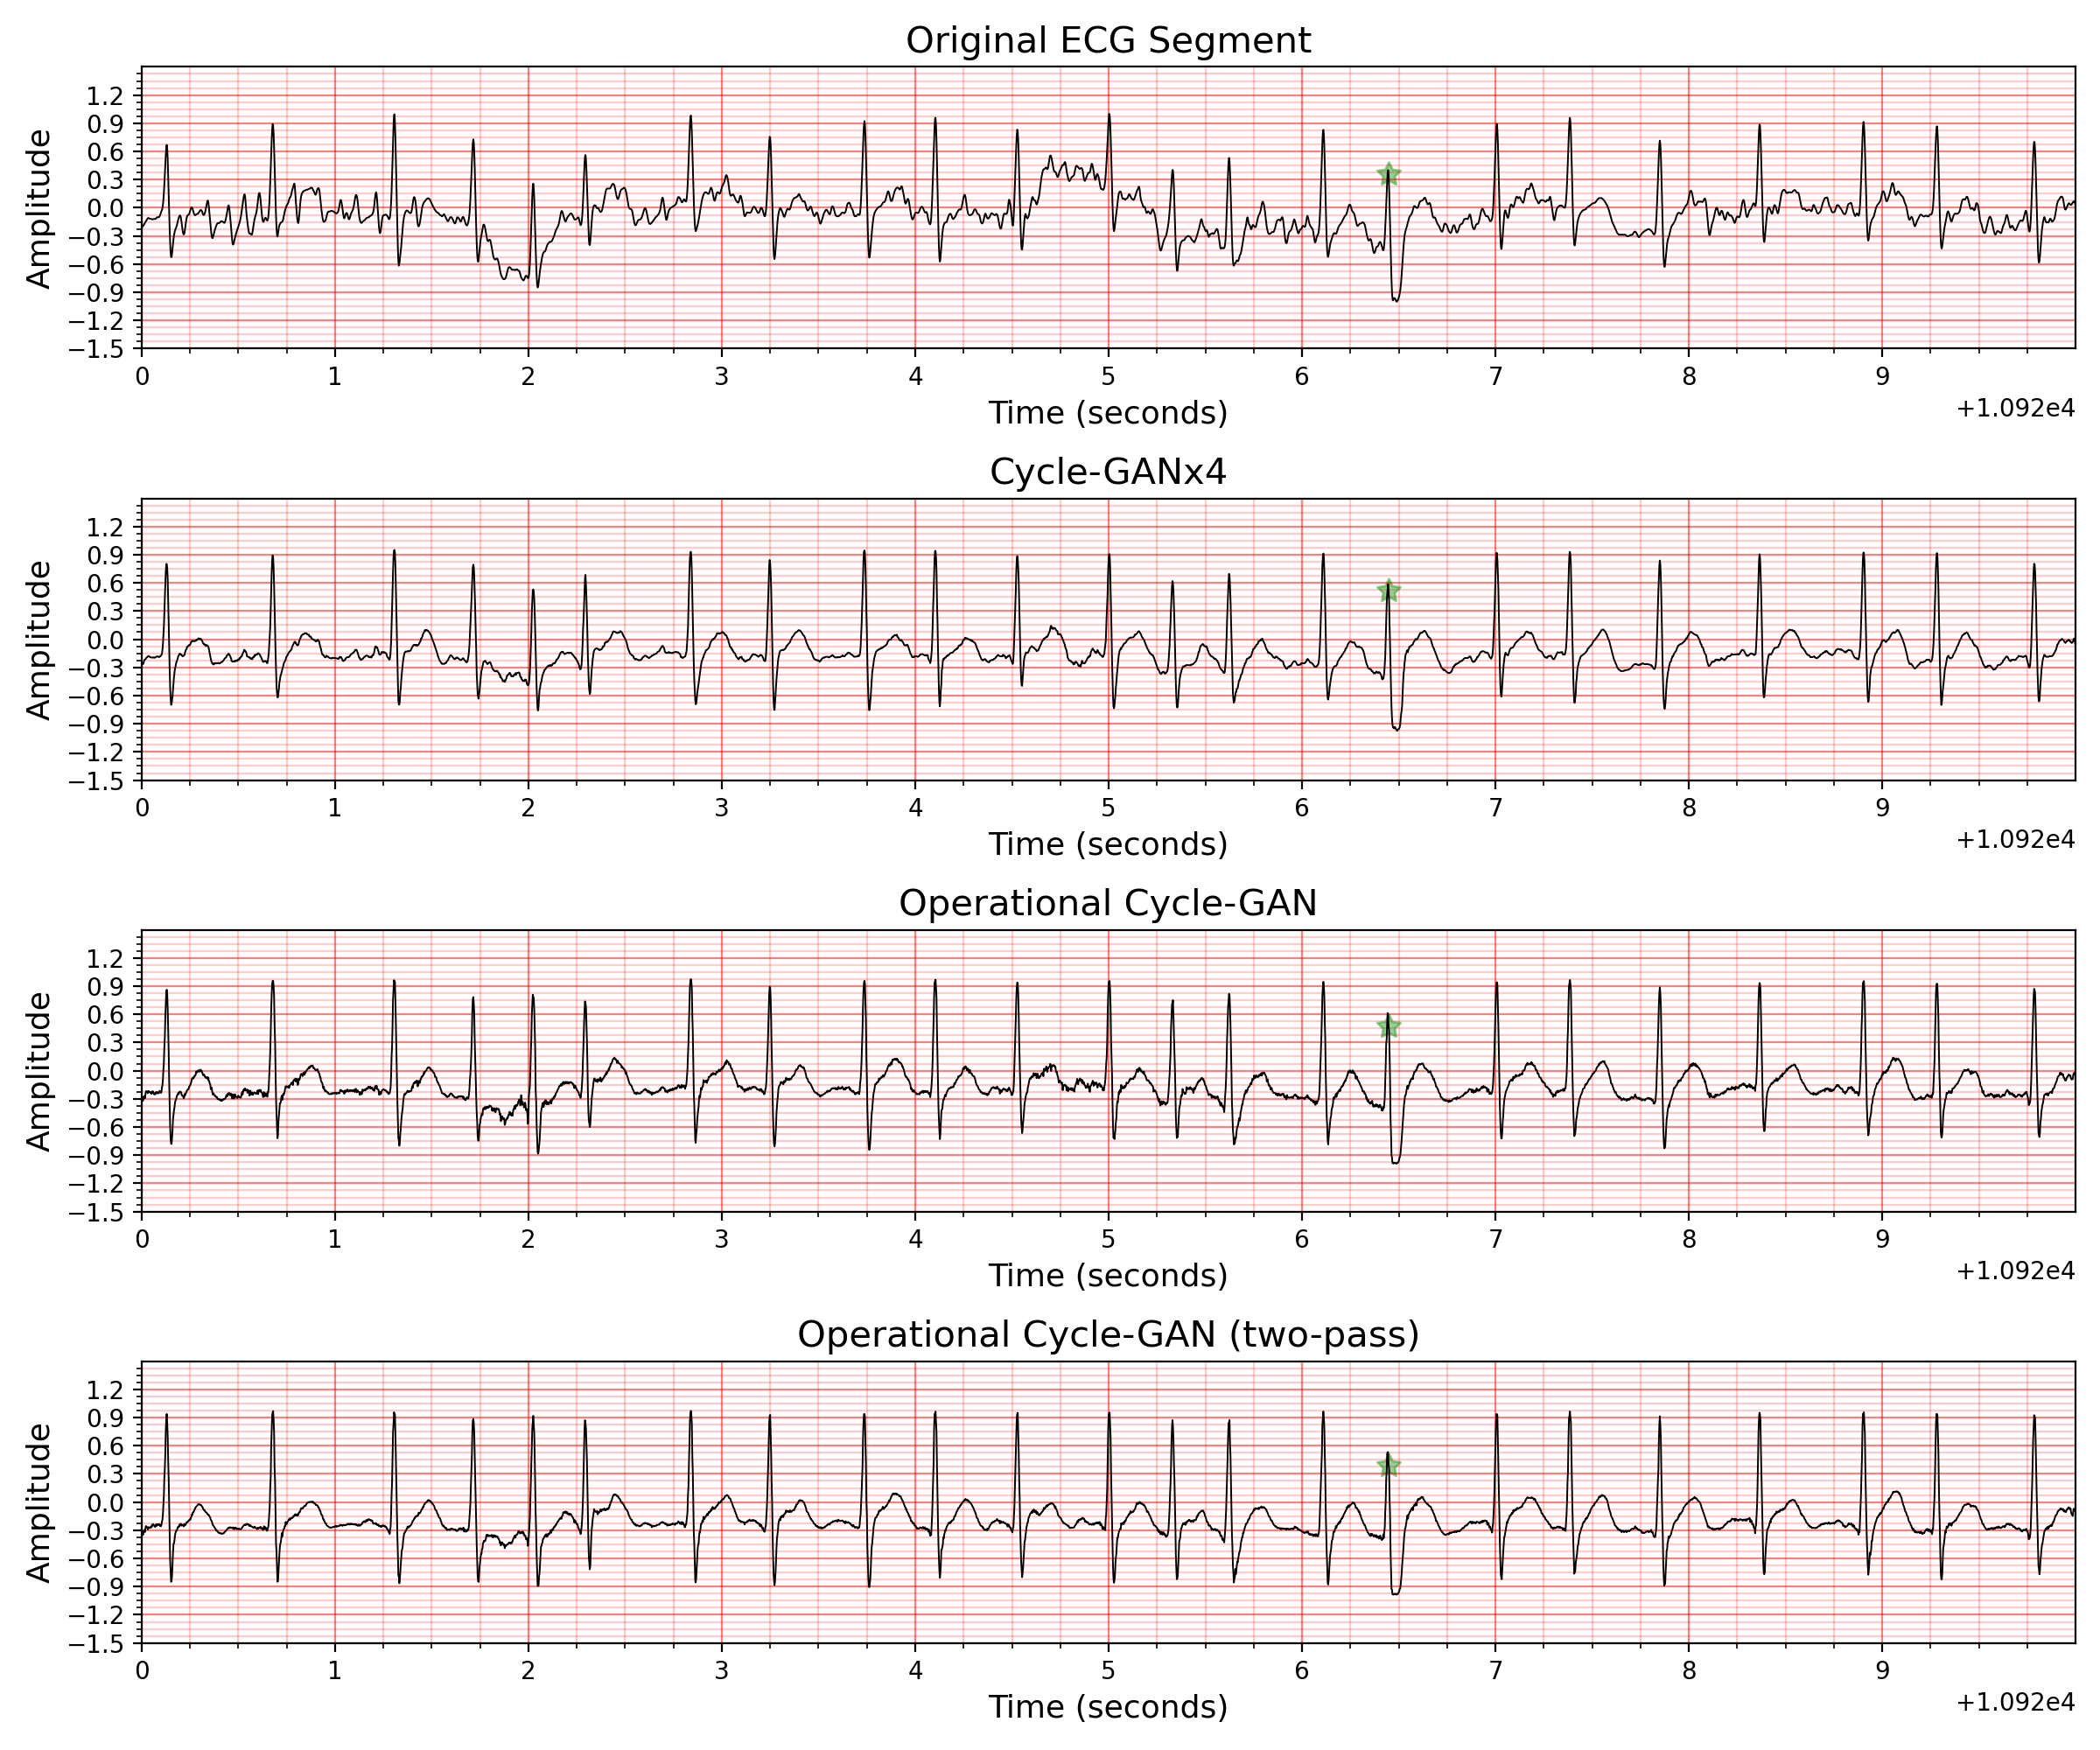 Original ECG Segment
Amplitude
1.2
0.9
0.6
0.3
0.0
−0.3
−0.6
−0.9
−1.2
−1.5
0 1 2 3 4 5 6 7 8 9
Time (seconds)
+1.092e4
Cycle-GANx4
Amplitude
1.2
0.9
0.6
0.3
0.0
−0.3
−0.6
−0.9
−1.2
−1.5
0 1 2 3 4 5 6 7 8 9
Time (seconds)
+1.092e4
Operational Cycle-GAN
Amplitude
1.2
0.9
0.6
0.3
0.0
−0.3
−0.6
−0.9
−1.2
−1.5
0 1 2 3 4 5 6 7 8 9
Time (seconds)
+1.092e4
Operational Cycle-GAN (two-pass)
Amplitude
1.2
0.9
0.6
0.3
0.0
−0.3
−0.6
−0.9
−1.2
−1.5
0 1 2 3 4 5 6 7 8 9
Time (seconds)
+1.092e4